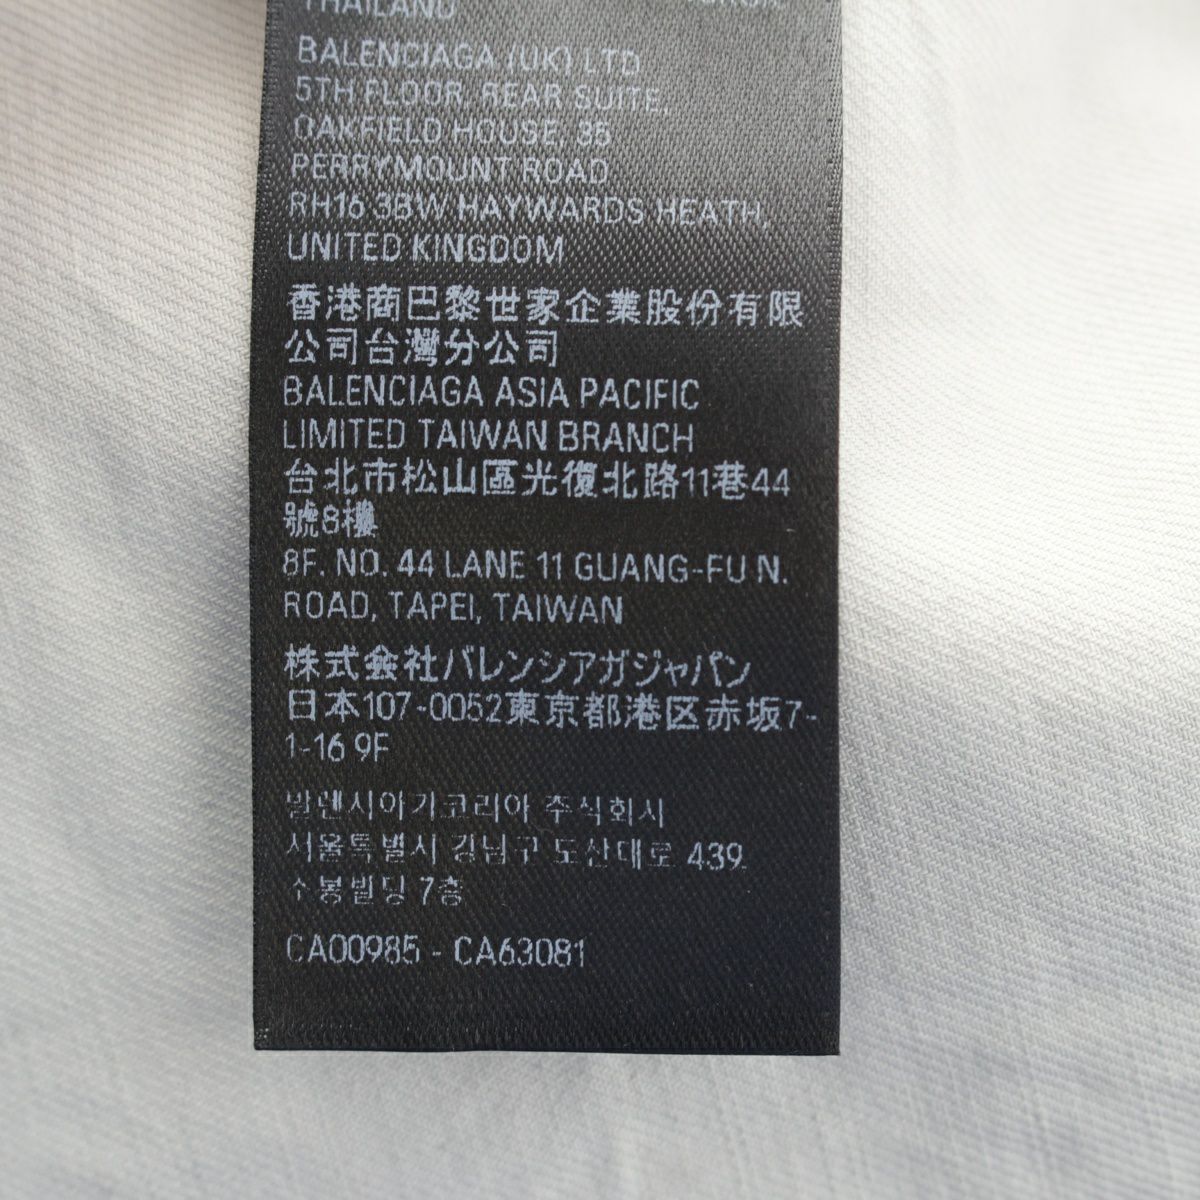 THAILAND
BALENCIAGA (UK) LTD
5TH FLOOR, REAR SUITE,
OAKFIELD HOUSE, 35
PERRYMOUNT ROAD
RH16 3BW HAYWARDS HEATH,
UNITED KINGDOM
香港商巴黎世家企業股份有限
公司台灣分公司
BALENCIAGA ASIA PACIFIC
LIMITED TAIWAN BRANCH
台北市松山區光復北路11巷44
號8樓
8F. NO. 44 LANE 11 GUANG-FU N.
ROAD, TAPEI, TAIWAN
株式会社バレンシアガジャパン
日本107-0052東京都港区赤坂7-
1-16 9F
발렌시아가코리아 주식회사
서울특별시 강남구 도산대로 439
소봉빌딩 7층
CA00985 - CA63081